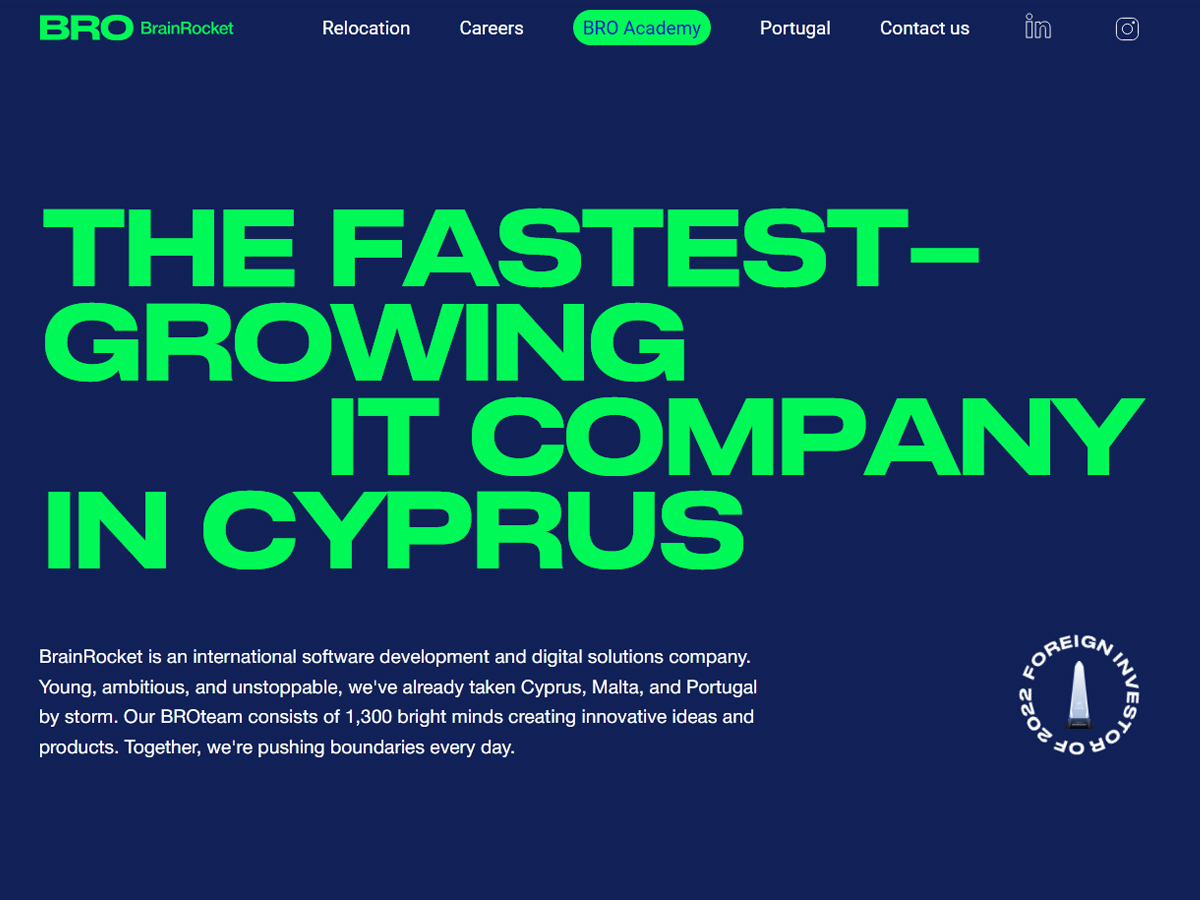 BRO BrainRocket Relocation Careers BRO Academy Portugal Contact us in
THE FASTEST–
GROWING
IT COMPANY
IN CYPRUS
BrainRocket is an international software development and digital solutions company.
Young, ambitious, and unstoppable, we've already taken Cyprus, Malta, and Portugal
by storm. Our BROteam consists of 1,300 bright minds creating innovative ideas and
products. Together, we're pushing boundaries every day.
FOREIGN INVESTOR OF 2022